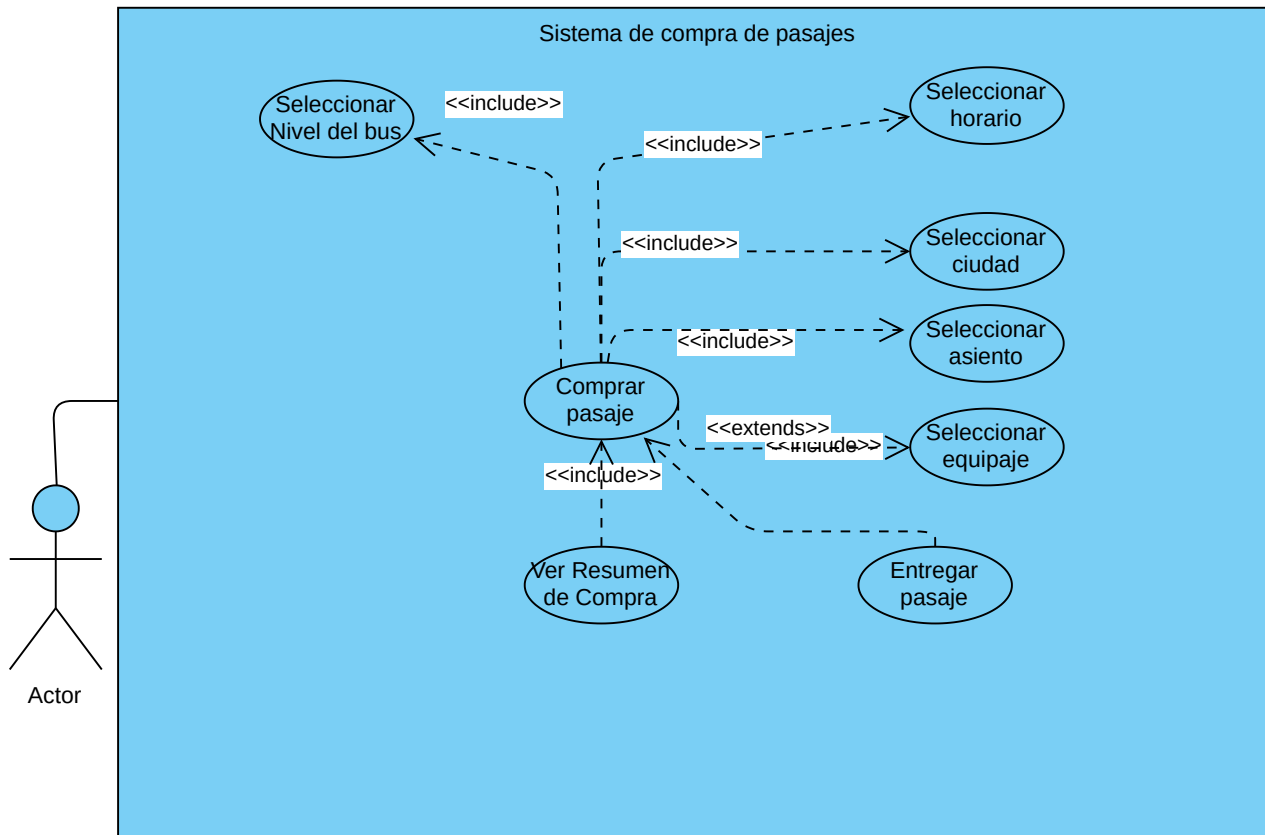 Sistema de compra de pasajes
Seleccionar
Nivel del bus
<<include>>
<<include>>
Seleccionar
horario
<<include>>
Seleccionar
ciudad
<<include>>
Seleccionar
asiento
Comprar
pasaje
<<extends>>
<<include>>
Seleccionar
equipaje
<<include>>
Ver Resumen
de Compra
Entregar
pasaje
Actor